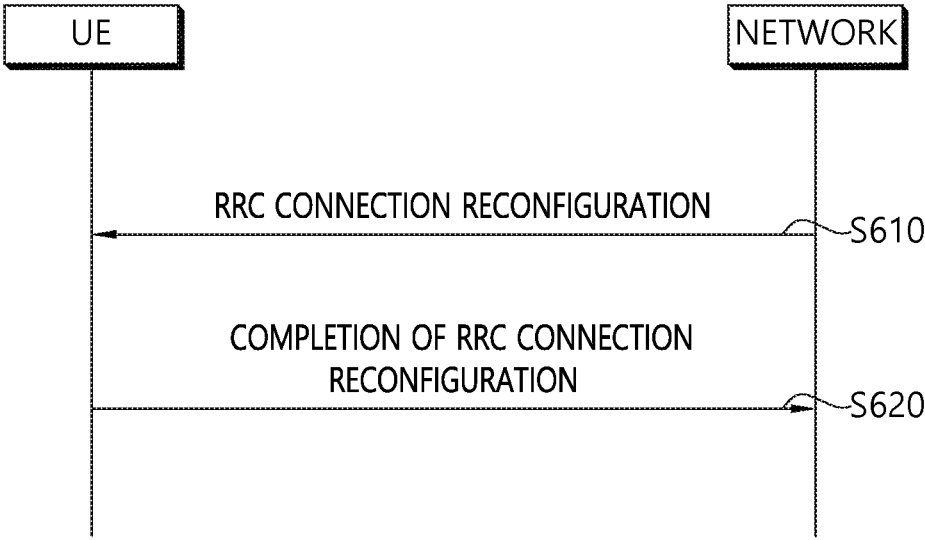 UE
NETWORK
RRC CONNECTION RECONFIGURATION
S610
COMPLETION OF RRC CONNECTION
RECONFIGURATION
S620